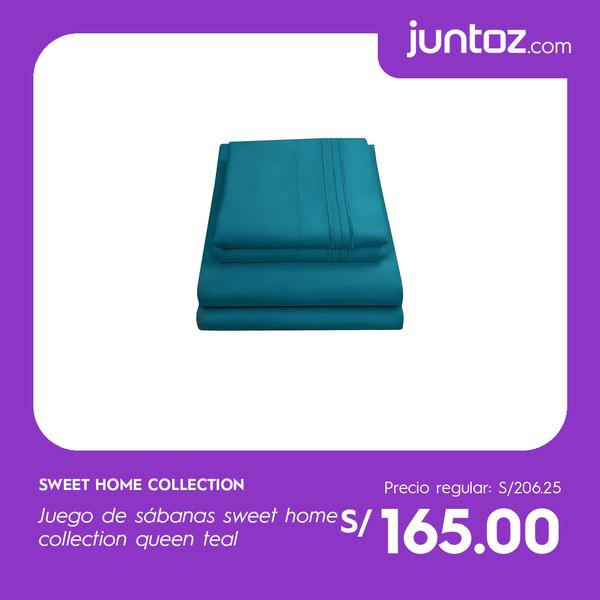 juntoz.com
SWEET HOME COLLECTION
Juego de sábanas sweet home
collection queen teal
Precio regular: S/206.25
S/ 165.00